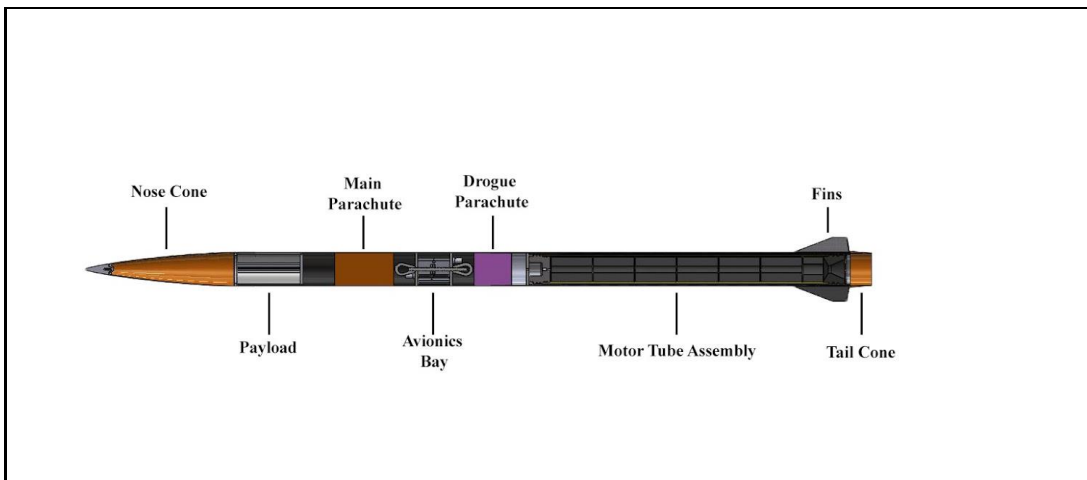 Nose Cone
Main
Parachute
Drogue
Parachute
Fins
Payload
Avionics
Bay
Motor Tube Assembly
Tail Cone